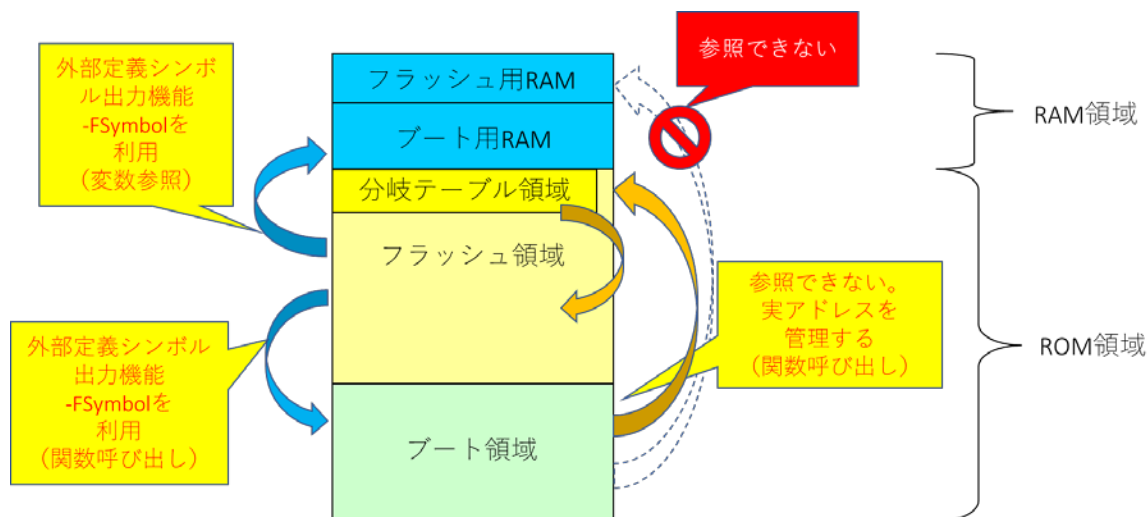 外部定義シンボ
ル出力機能
-FSymbolを
利用
（変数参照）
フラッシュ用RAM
ブート用RAM
参照できない
RAM領域
分岐テーブル領域
フラッシュ領域
外部定義シンボル
出力機能
-FSymbolを
利用
（関数呼び出し）
参照できない。
実アドレスを
管理する
（関数呼び出し）
ROM領域
ブート領域